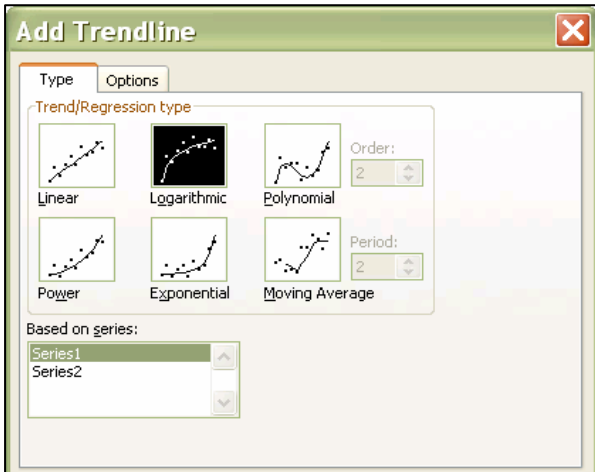 Add Trendline
Type Options
Trend/Regression type
Linear Logarithmic Polynomial Order:
2
Power Exponential Moving Average Period:
2
Based on series:
Series1
Series2